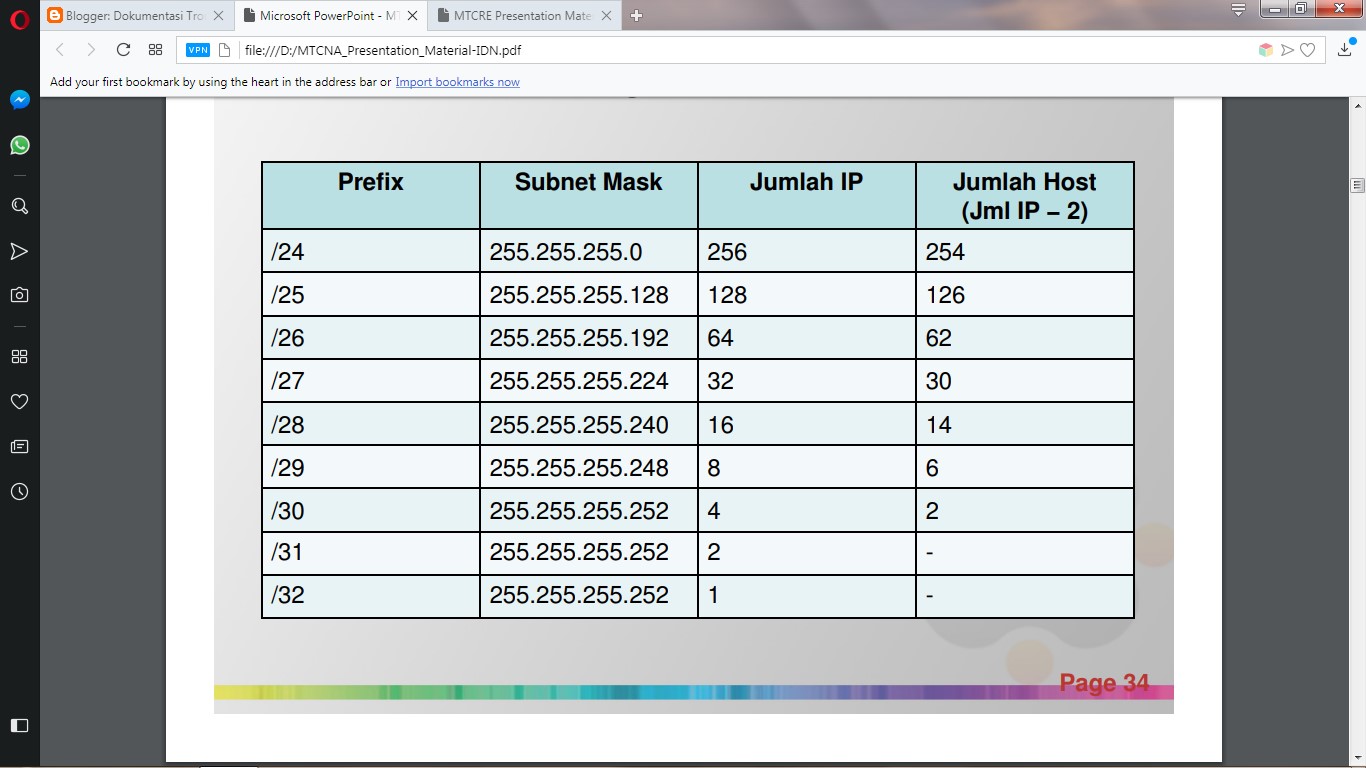 Blogger: Dokumentasi Tro
Microsoft PowerPoint - MT
MTCRE Presentation Mate
VPN
file:///D:/MTCNA_Presentation_Material-IDN.pdf
Add your first bookmark by using the heart in the address bar or Import bookmarks now
Prefix Subnet Mask Jumlah IP Jumlah Host
(Jml IP – 2)
/24 255.255.255.0 256 254
/25 255.255.255.128 128 126
/26 255.255.255.192 64 62
/27 255.255.255.224 32 30
/28 255.255.255.240 16 14
/29 255.255.255.248 8 6
/30 255.255.255.252 4 2
/31 255.255.255.252 2 -
/32 255.255.255.252 1 -
Page 34